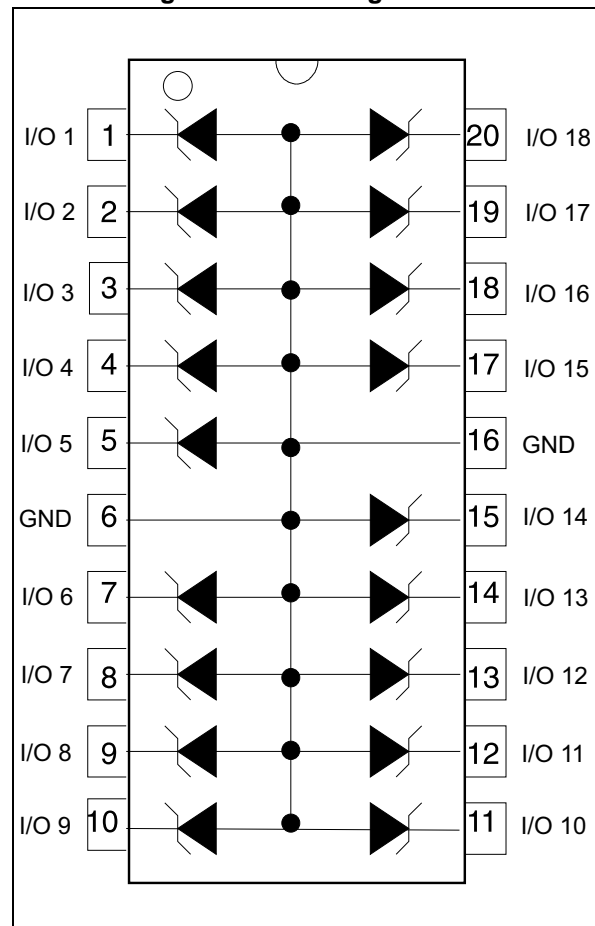 I/O 1 1 20 I/O 18
I/O 2 2 19 I/O 17
I/O 3 3 18 I/O 16
I/O 4 4 17 I/O 15
I/O 5 5 16 GND
GND 6 15 I/O 14
I/O 6 7 14 I/O 13
I/O 7 8 13 I/O 12
I/O 8 9 12 I/O 11
I/O 9 10 11 I/O 10